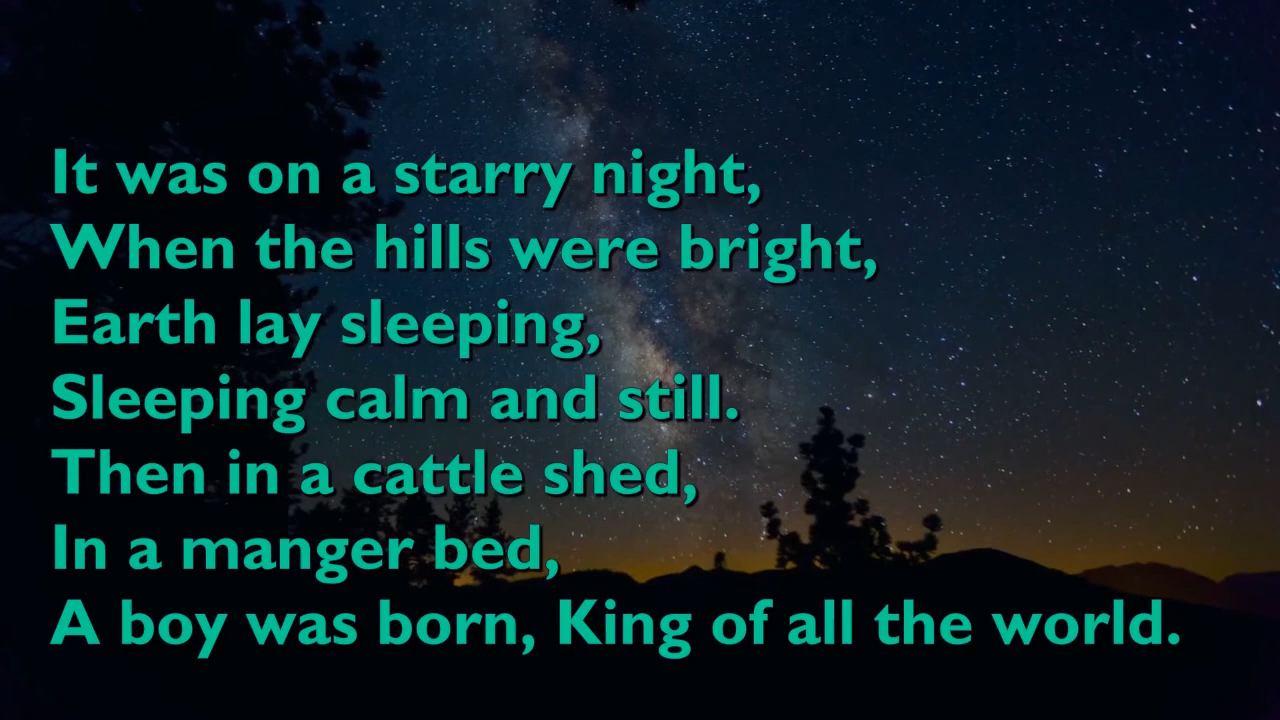 It was on a starry night,
When the hills were bright,
Earth lay sleeping,
Sleeping calm and still.
Then in a cattle shed,
In a manger bed,
A boy was born, King of all the world.